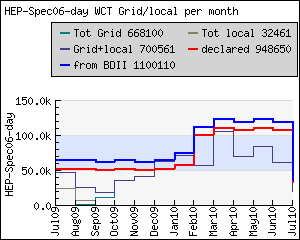 HEP-Spec06-day WCT Grid/local per month
Tot Grid 668100 Tot local 32461
Grid+local 700561 declared 948650
from BDII 1100110
HEP-Spec06-day
150.0k
100.0k
50.0k
0.0
Jul09 Aug09 Sep09 Oct09 Nov09 Dec09 Jan10 Feb10 Mar10 Apr10 May10 Jun10 Jul10